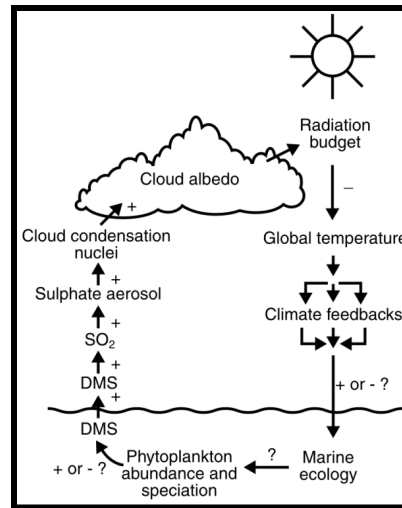 Radiation
budget
Cloud albedo
–
+
Cloud condensation
nuclei
Global temperature
+
Sulphate aerosol
Climate feedbacks
+
SO₂
+
DMS
+ or - ?
+
DMS
?
+ or - ?
Phytoplankton
abundance and
speciation
Marine
ecology